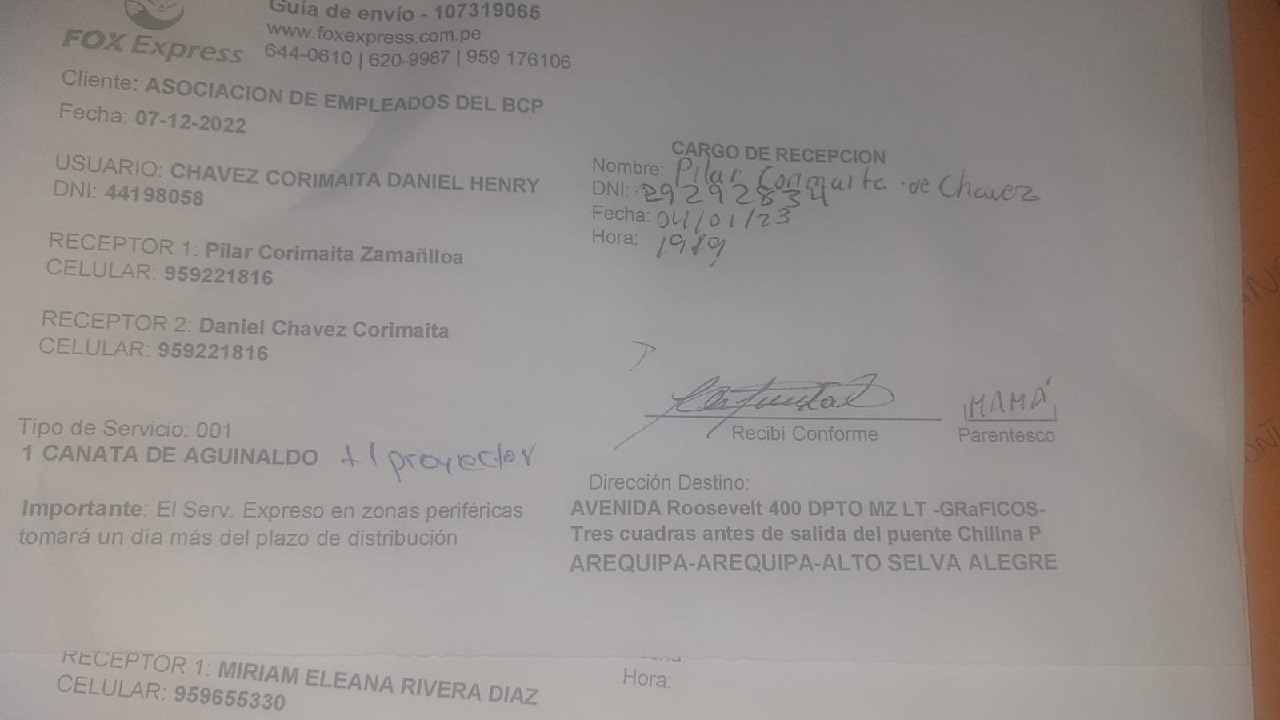 Guía de envío - 107319065
FOX Express
www.foxexpress.com.pe
644-0610 | 620-9987 | 959 176106
Cliente: ASOCIACION DE EMPLEADOS DEL BCP
Fecha: 07-12-2022
USUARIO: CHAVEZ CORIMAITA DANIEL HENRY
DNI: 44198058
RECEPTOR 1: Pilar Corimaita Zamañlloa
CELULAR: 959221816
RECEPTOR 2: Daniel Chavez Corimaita
CELULAR: 959221816
CARGO DE RECEPCION
Nombre: Pilar Corimaita de Chavez
DNI: 29292834
Fecha: 04/01/23
Hora: 1919
Tipo de Servicio: 001
1 CANATA DE AGUINALDO + 1 proyector
Importante: El Serv. Expreso en zonas periféricas
tomará un día más del plazo de distribución
MAMÁ
Recibi Conforme
Parentesco
Dirección Destino:
AVENIDA Roosevelt 400 DPTO MZ LT -GRaFICOS-
Tres cuadras antes de salida del puente Chilina P
AREQUIPA-AREQUIPA-ALTO SELVA ALEGRE
RECEPTOR 1: MIRIAM ELEANA RIVERA DIAZ
CELULAR: 959655330
Hora: